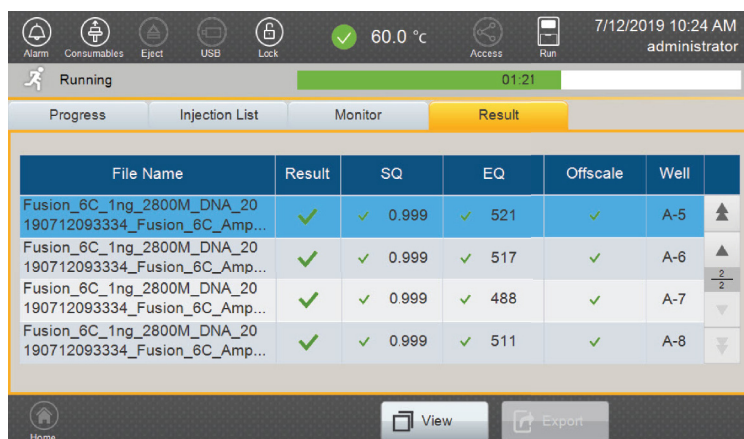 Alarm Consumables Eject USB Lock 60.0 °c Access Run 7/12/2019 10:24 AM
administrator
Running 01:21
Progress Injection List Monitor Result
File Name Result SQ EQ Offscale Well
Fusion_6C_1ng_2800M_DNA_20
190712093334_Fusion_6C_Amp... 0.999 521 A-5
Fusion_6C_1ng_2800M_DNA_20
190712093334_Fusion_6C_Amp... 0.999 517 A-6
2
2
Fusion_6C_1ng_2800M_DNA_20
190712093334_Fusion_6C_Amp... 0.999 488 A-7
Fusion_6C_1ng_2800M_DNA_20
190712093334_Fusion_6C_Amp... 0.999 511 A-8
Home View Export